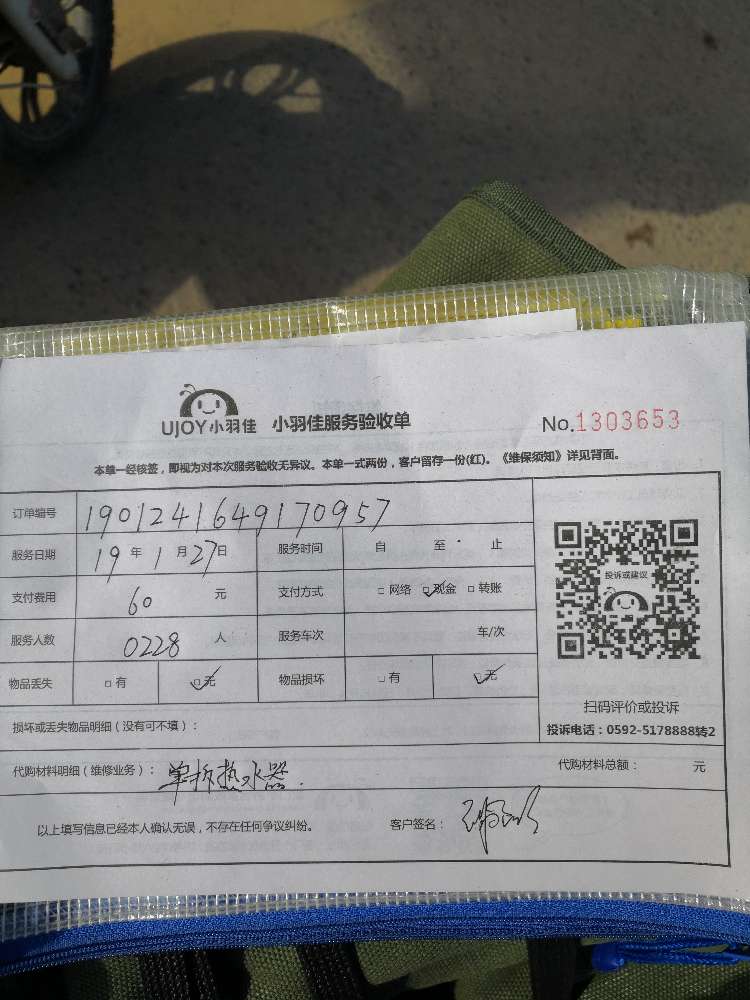 UJOY小羽佳 小羽佳服务验收单 No.1303653
本单一经核签，即视为对本次服务验收无异议。本单一式两份，客户留存一份(红)。《维保须知》详见背面。
订单编号 1901241649170957
服务日期 19年1月27日 服务时间 自 至 止
支付费用 60 元 支付方式 □网络 □现金 □转账
服务人数 0228 人 服务车次 车/次
物品丢失 □有 □无 物品损坏 □有 □无
投诉或建议
扫码评价或投诉
投诉电话：0592-5178888转2
损坏或丢失物品明细（没有可不填）：
代购材料明细（维修业务）：单拆热水器. 代购材料总额： 元
以上填写信息已经本人确认无误，不存在任何争议纠纷。 客户签名：